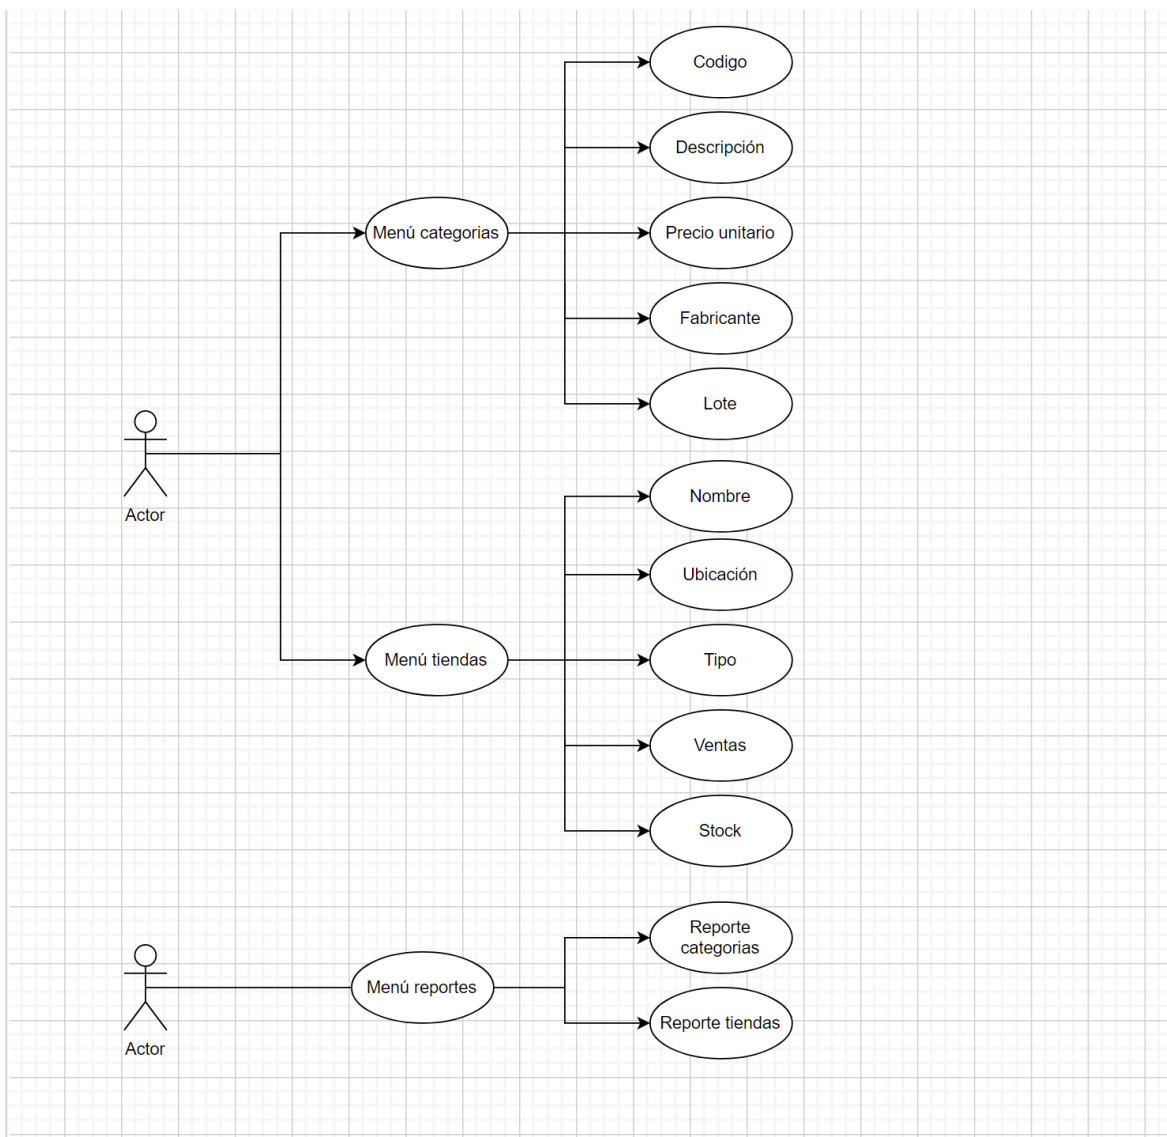 Codigo
Descripción
Menú categorias
Precio unitario
Fabricante
Lote
Actor
Nombre
Ubicación
Menú tiendas
Tipo
Ventas
Stock
Reporte
categorias
Menú reportes
Reporte tiendas
Actor